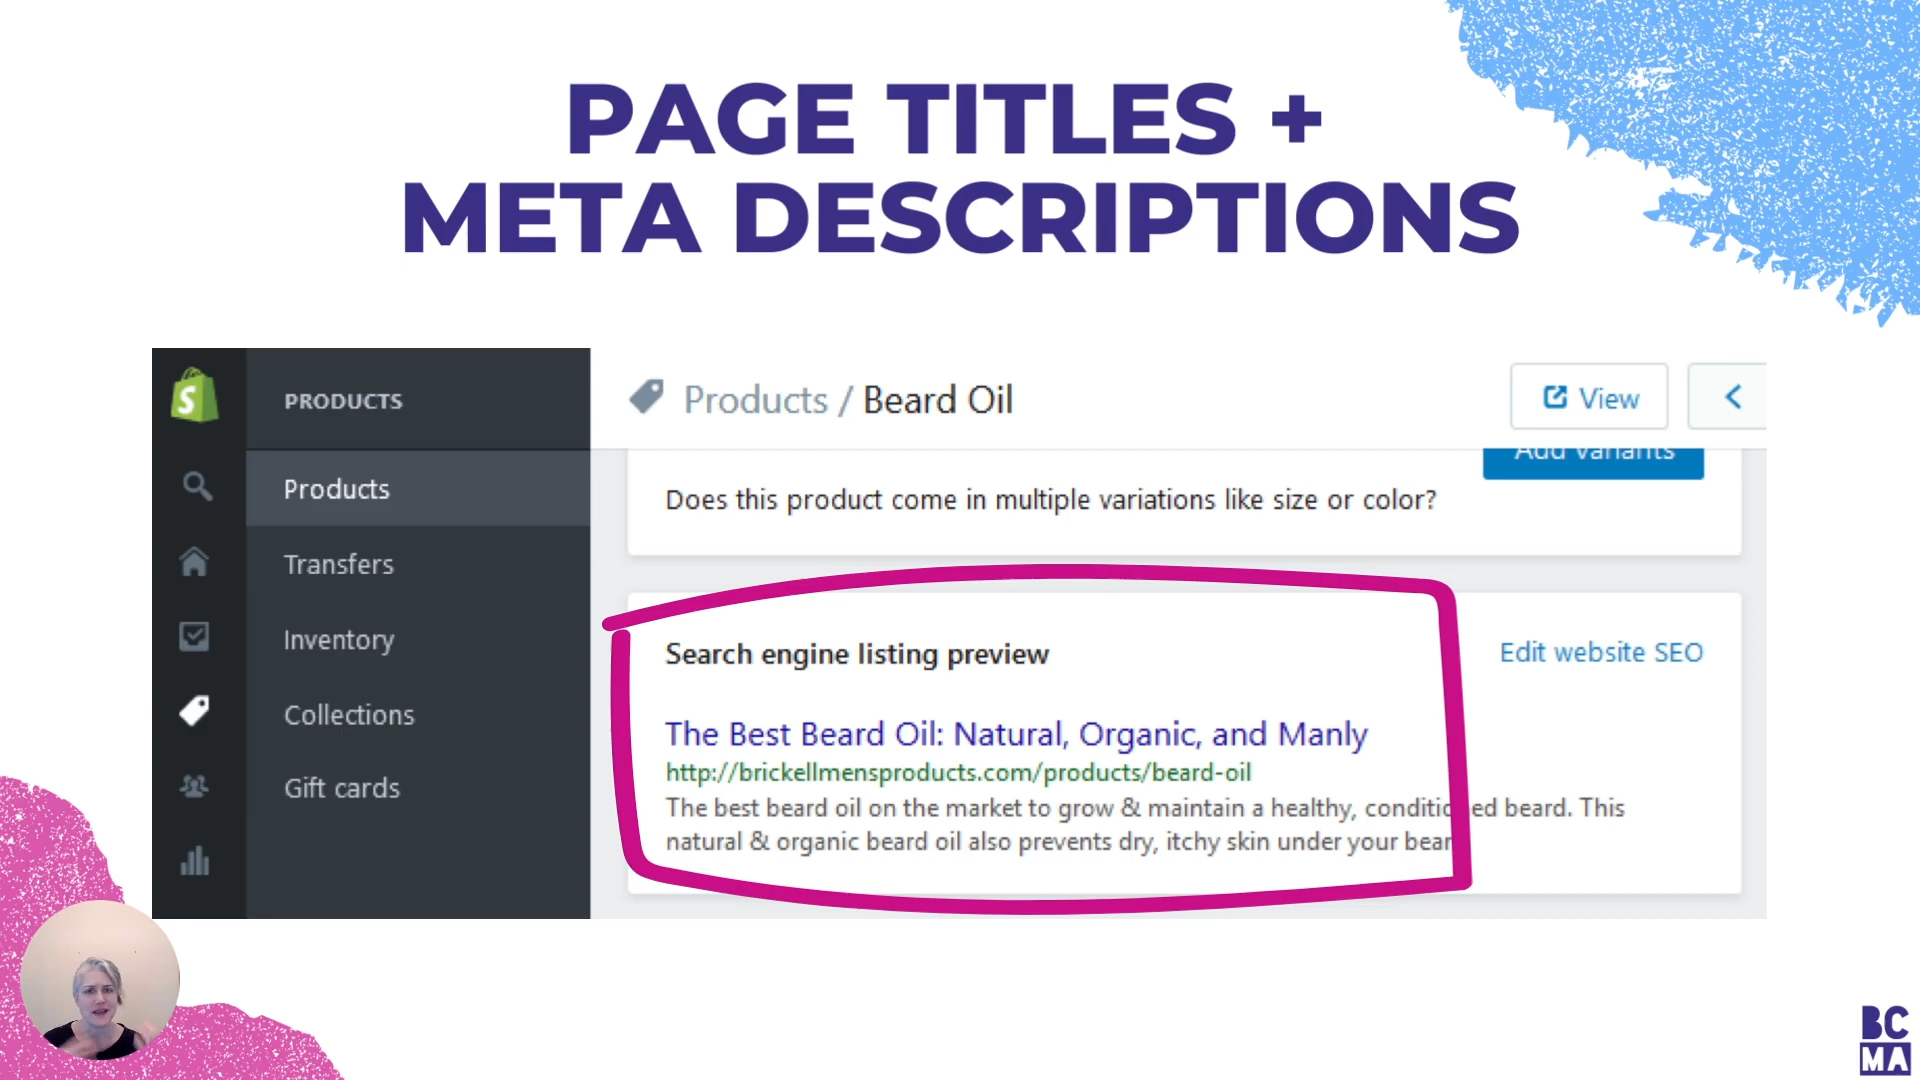 PAGE TITLES +
META DESCRIPTIONS
PRODUCTS
Products
Transfers
Inventory
Collections
Gift cards
Products / Beard Oil
View
Add variants
Does this product come in multiple variations like size or color?
Search engine listing preview
Edit website SEO
The Best Beard Oil: Natural, Organic, and Manly
http://brickellmensproducts.com/products/beard-oil
The best beard oil on the market to grow & maintain a healthy, conditioned beard. This
natural & organic beard oil also prevents dry, itchy skin under your bear
BC
MA